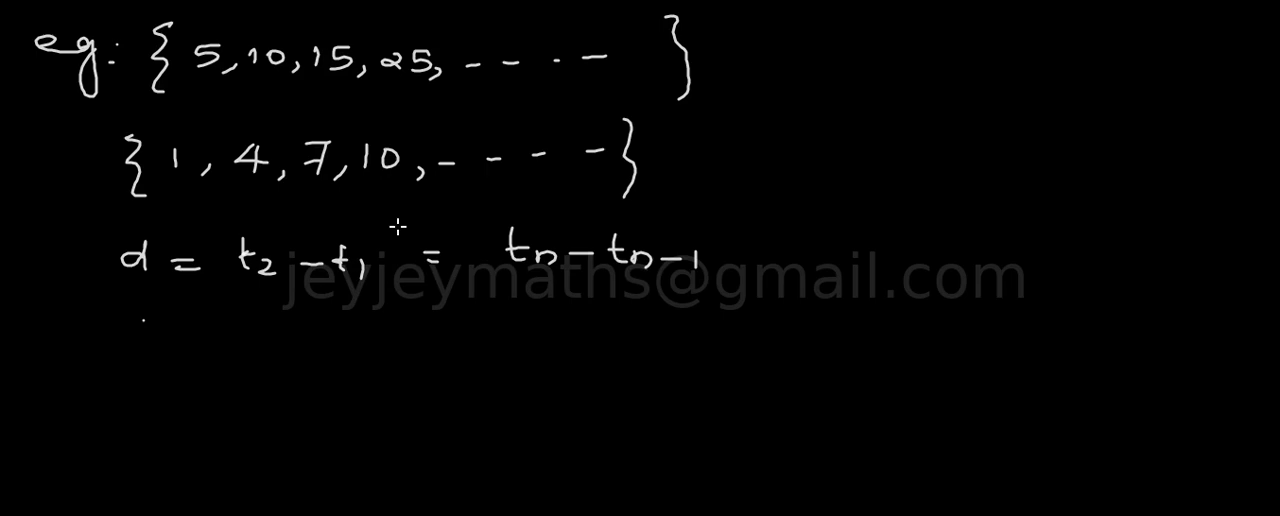 eg: { 5, 10, 15, 25, - - - - }
{ 1, 4, 7, 10, - - - - }
d = t₂ - t₁ = tₙ - tₙ₋₁
jeyjeymaths@gmail.com